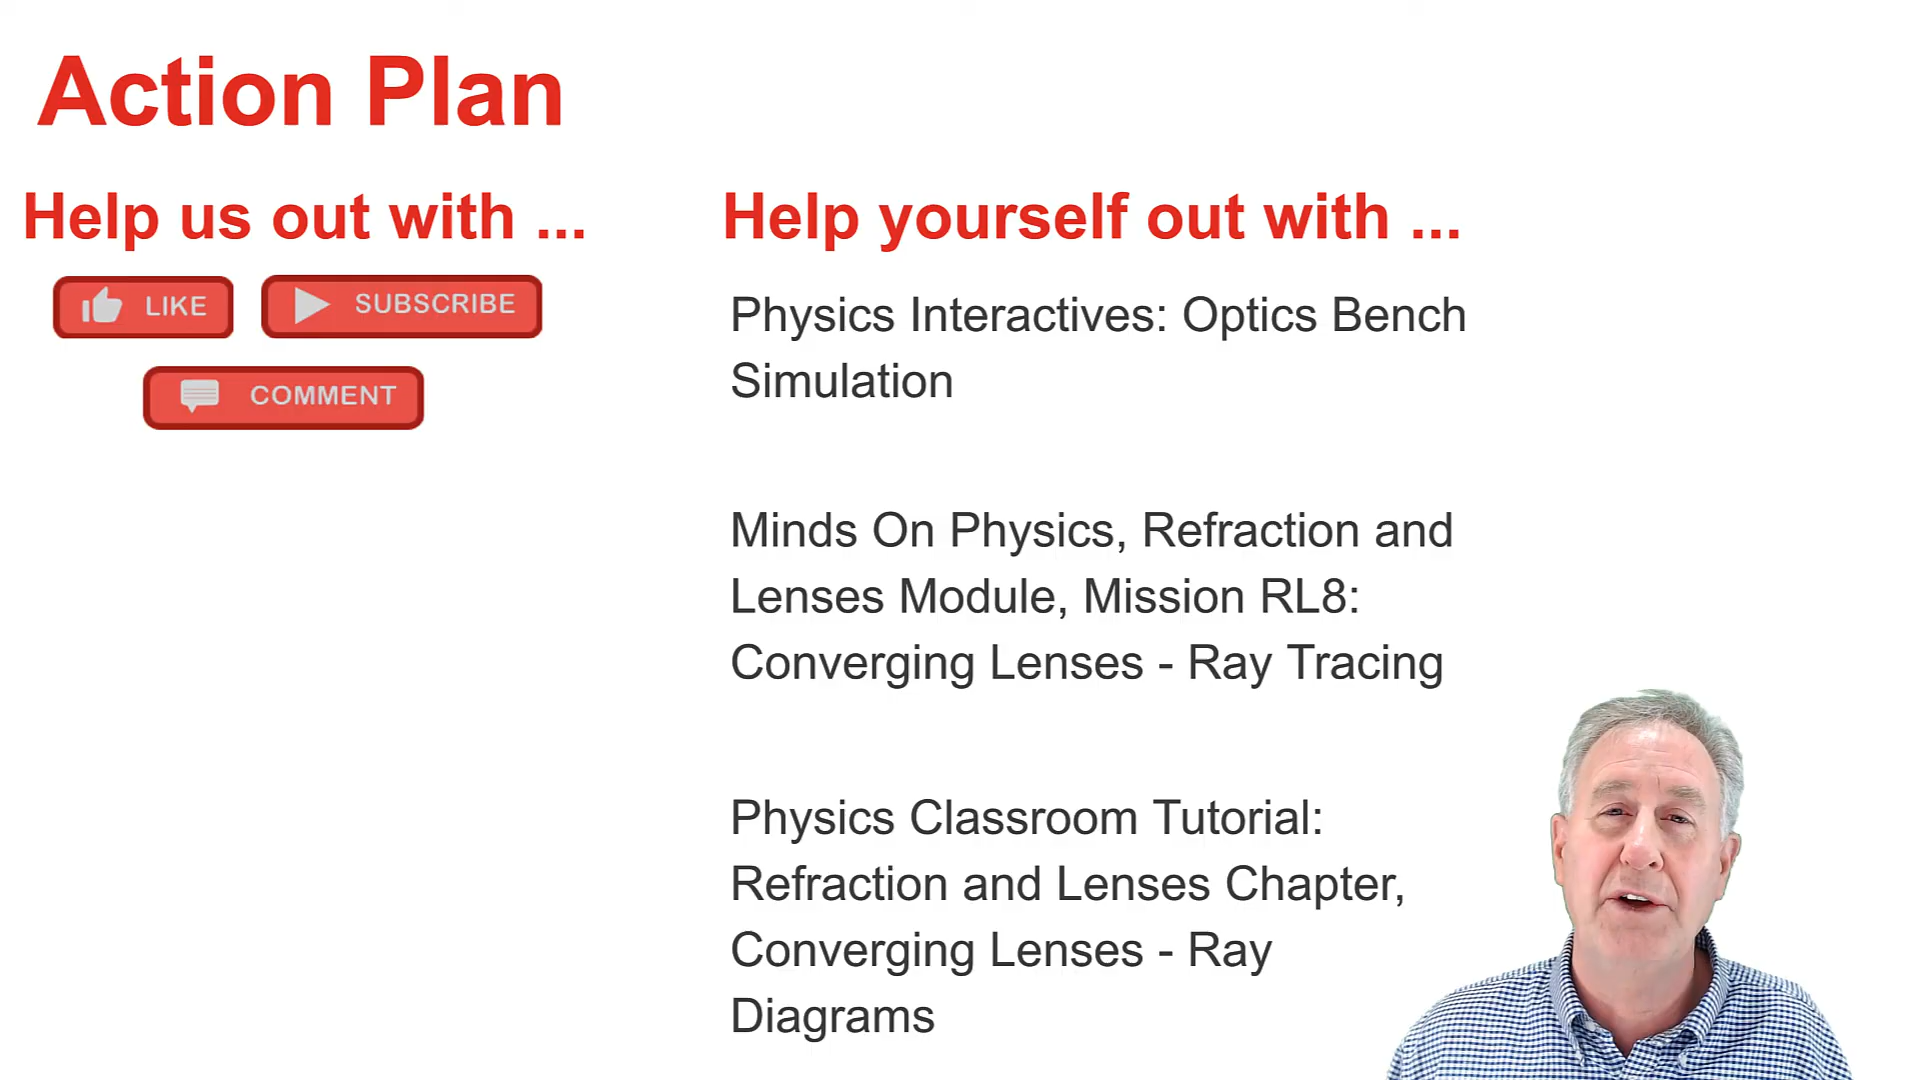 Action Plan
Help us out with ...
LIKE
SUBSCRIBE
COMMENT
Help yourself out with ...
Physics Interactives: Optics Bench
Simulation
Minds On Physics, Refraction and
Lenses Module, Mission RL8:
Converging Lenses - Ray Tracing
Physics Classroom Tutorial:
Refraction and Lenses Chapter,
Converging Lenses - Ray
Diagrams